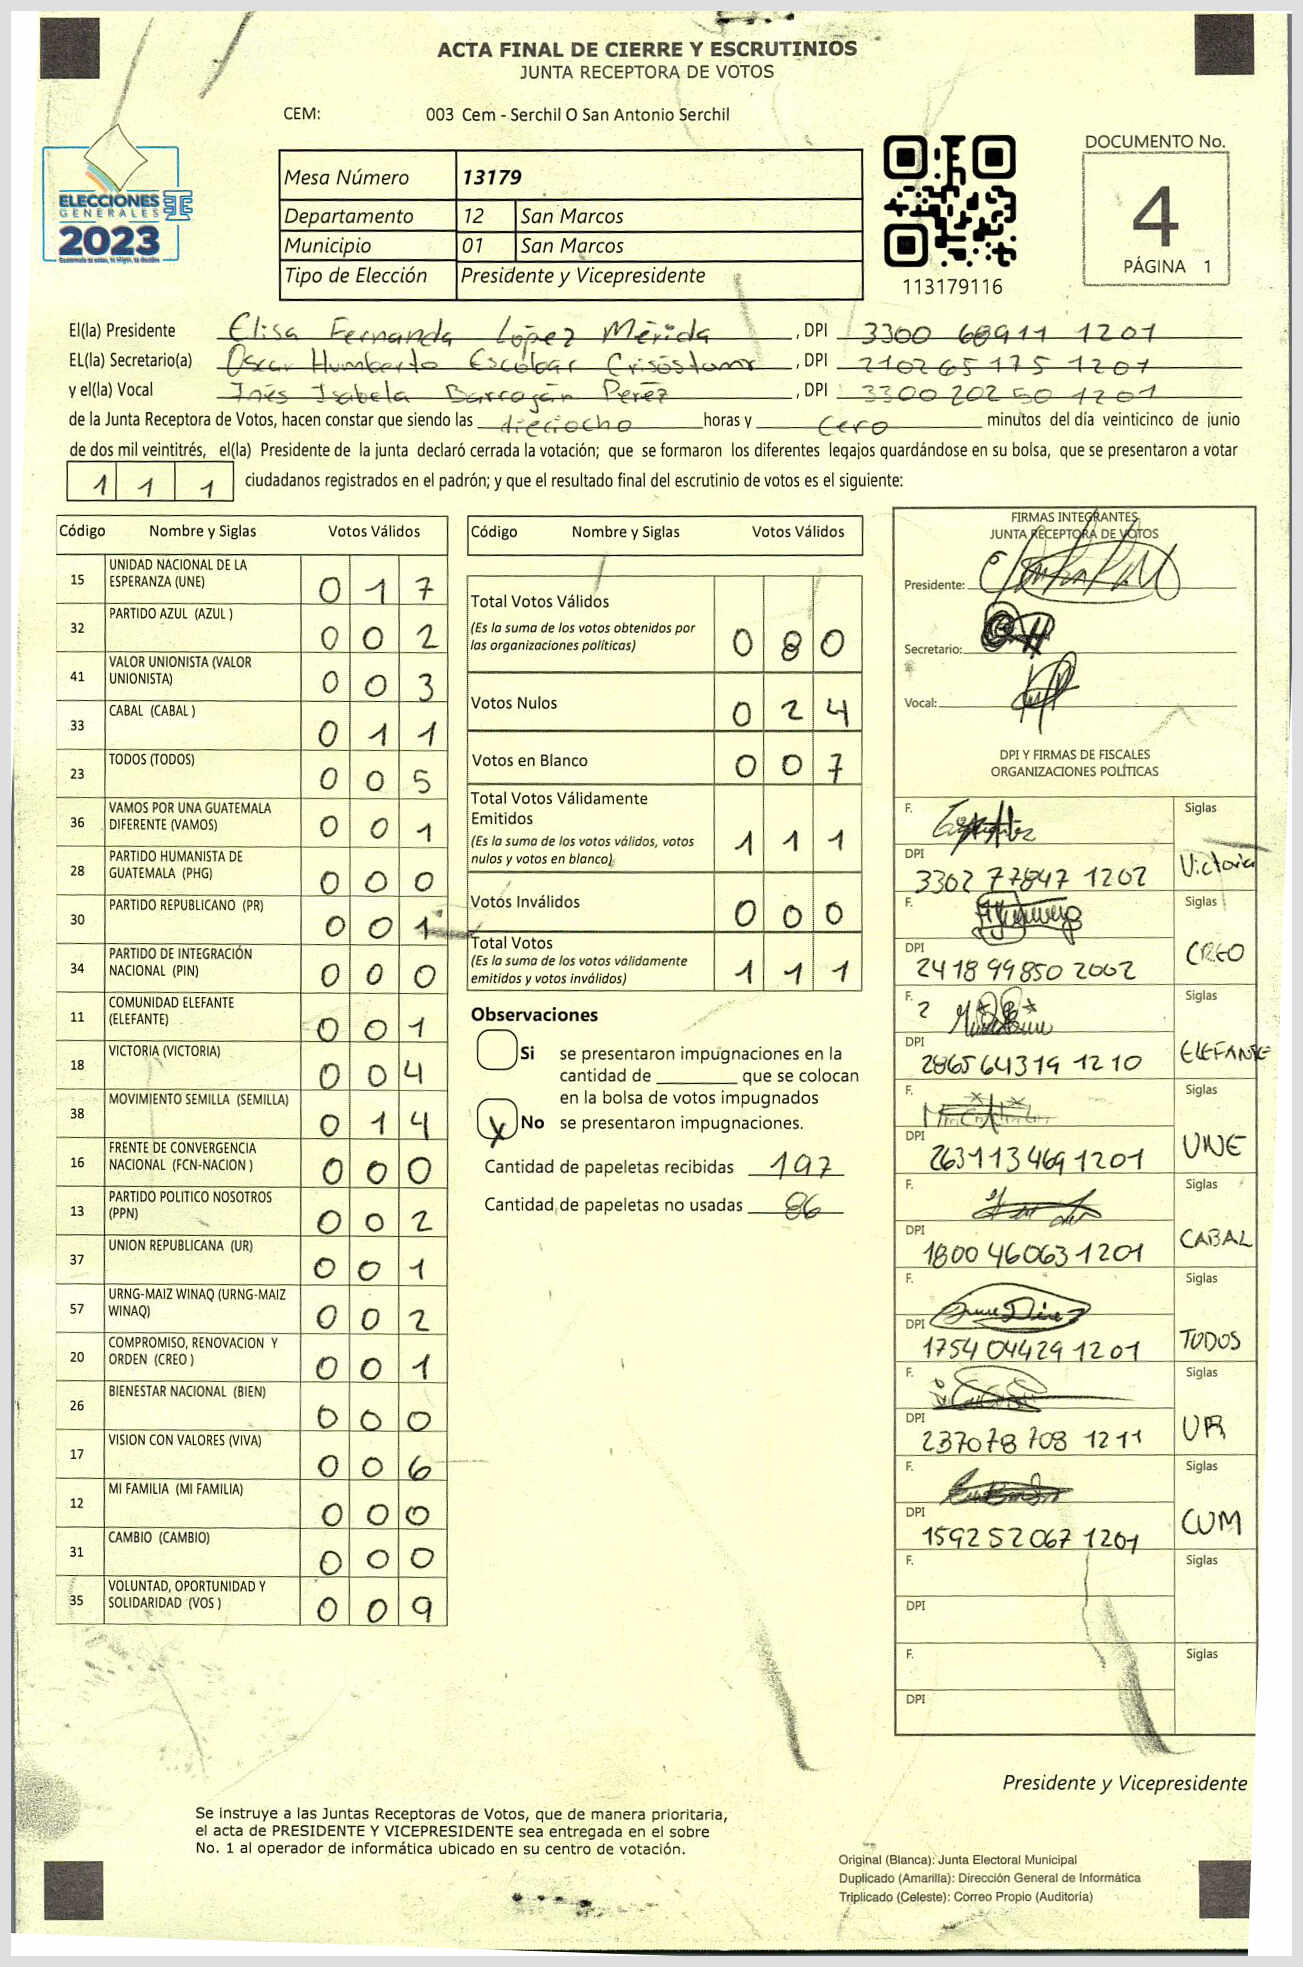 ACTA FINAL DE CIERRE Y ESCRUTINIOS
JUNTA RECEPTORA DE VOTOS
CEM: 003 Cem - Serchil O San Antonio Serchil
ELECCIONES
GENERALES
2023
Mesa Número 13179
Departamento 12 San Marcos
Municipio 01 San Marcos
Tipo de Elección Presidente y Vicepresidente
113179116
DOCUMENTO No.
4
PÁGINA 1
El(la) Presidente Elisa Fernanda López Mérida , DPI 3300 68911 1201
EL(la) Secretario(a) Oscar Humberto Escobar Crisóstomo , DPI 2102 65175 1201
y el(la) Vocal Inés Isabela Barrogán Peréz , DPI 3300 202 50 1201
de la Junta Receptora de Votos, hacen constar que siendo las dieciocho horas y cero minutos del día veinticinco de junio
de dos mil veintitrés, el(la) Presidente de la junta declaró cerrada la votación; que se formaron los diferentes legajos guardándose en su bolsa, que se presentaron a votar
1 1 1 ciudadanos registrados en el padrón; y que el resultado final del escrutinio de votos es el siguiente:
Código Nombre y Siglas Votos Válidos
15 UNIDAD NACIONAL DE LA ESPERANZA (UNE) 0 1 7
32 PARTIDO AZUL (AZUL ) 0 0 2
41 VALOR UNIONISTA (VALOR UNIONISTA) 0 0 3
33 CABAL (CABAL ) 0 1 1
23 TODOS (TODOS) 0 0 5
36 VAMOS POR UNA GUATEMALA DIFERENTE (VAMOS) 0 0 1
28 PARTIDO HUMANISTA DE GUATEMALA (PHG) 0 0 0
30 PARTIDO REPUBLICANO (PR) 0 0 1
34 PARTIDO DE INTEGRACIÓN NACIONAL (PIN) 0 0 0
11 COMUNIDAD ELEFANTE (ELEFANTE) 0 0 1
18 VICTORIA (VICTORIA) 0 0 4
38 MOVIMIENTO SEMILLA (SEMILLA) 0 1 4
16 FRENTE DE CONVERGENCIA NACIONAL (FCN-NACION ) 0 0 0
13 PARTIDO POLITICO NOSOTROS (PPN) 0 0 2
37 UNION REPUBLICANA (UR) 0 0 1
57 URNG-MAIZ WINAQ (URNG-MAIZ WINAQ) 0 0 2
20 COMPROMISO, RENOVACION Y ORDEN (CREO ) 0 0 1
26 BIENESTAR NACIONAL (BIEN) 0 0 0
17 VISION CON VALORES (VIVA) 0 0 6
12 MI FAMILIA (MI FAMILIA) 0 0 0
31 CAMBIO (CAMBIO) 0 0 0
35 VOLUNTAD, OPORTUNIDAD Y SOLIDARIDAD (VOS ) 0 0 9
Código Nombre y Siglas Votos Válidos
Total Votos Válidos
(Es la suma de los votos obtenidos por
las organizaciones políticas) 0 8 0
Votos Nulos 0 2 4
Votos en Blanco 0 0 7
Total Votos Válidamente
Emitidos
(Es la suma de los votos válidos, votos
nulos y votos en blanco) 1 1 1
Votos Inválidos 0 0 0
Total Votos
(Es la suma de los votos válidamente
emitidos y votos inválidos) 1 1 1
Observaciones
Si se presentaron impugnaciones en la
cantidad de ________ que se colocan
en la bolsa de votos impugnados
X No se presentaron impugnaciones.
Cantidad de papeletas recibidas 197
Cantidad de papeletas no usadas 86
FIRMAS INTEGRANTES
JUNTA RECEPTORA DE VOTOS
Presidente:
Secretario:
Vocal:
DPI Y FIRMAS DE FISCALES
ORGANIZACIONES POLÍTICAS
F. Siglas
DPI 3302 77847 1202 Victoria
F. Siglas
DPI 2418 99850 2002 CREO
F. Siglas
DPI 2865 64319 1210 ELEFANTE
F. Siglas
DPI 2631 13469 1201 UNE
F. Siglas
DPI 1800 46063 1201 CABAL
F. Siglas
DPI 1754 04429 1201 TODOS
F. Siglas
DPI 237078 708 1211 UR
F. Siglas
DPI 1592 52067 1201 CUM
F. Siglas
DPI
F. Siglas
DPI
Presidente y Vicepresidente
Se instruye a las Juntas Receptoras de Votos, que de manera prioritaria,
el acta de PRESIDENTE Y VICEPRESIDENTE sea entregada en el sobre
No. 1 al operador de informática ubicado en su centro de votación.
Original (Blanca): Junta Electoral Municipal
Duplicado (Amarilla): Dirección General de Informática
Triplicado (Celeste): Correo Propio (Auditoría)